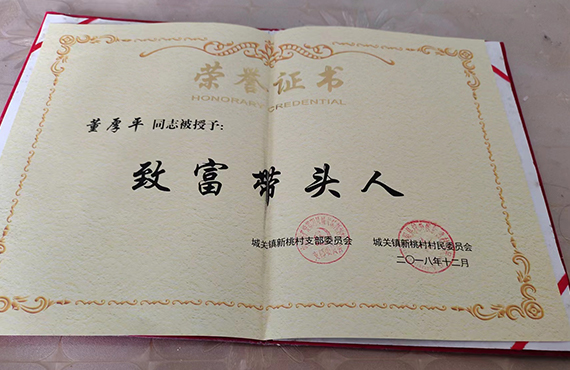 荣誉证书
HONORARY CREDENTIAL
董孝平 同志被授予:
致富带头人
城关镇新桃村支部委员会 城关镇新桃村村民委员会
二〇一八年十二月